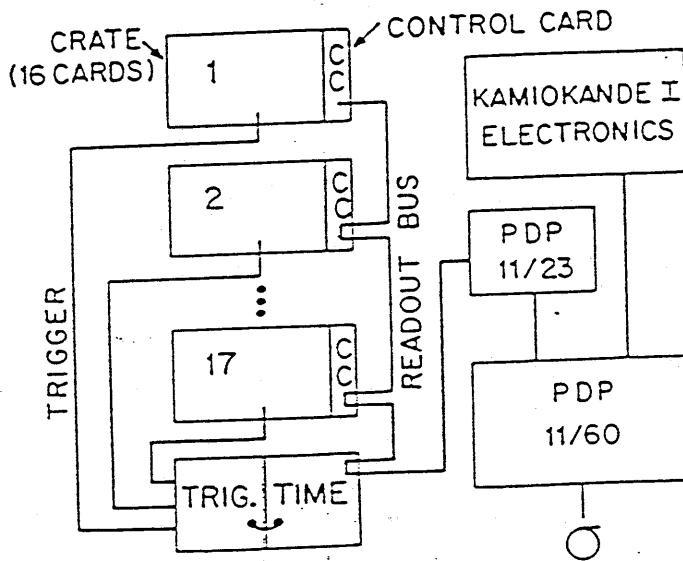 CRATE
(16 CARDS)
1
CC
CONTROL CARD
KAMIOKANDE I
ELECTRONICS
2
CC
READOUT BUS
PDP
11/23
TRIGGER
17
CC
PDP
11/60
TRIG. TIME